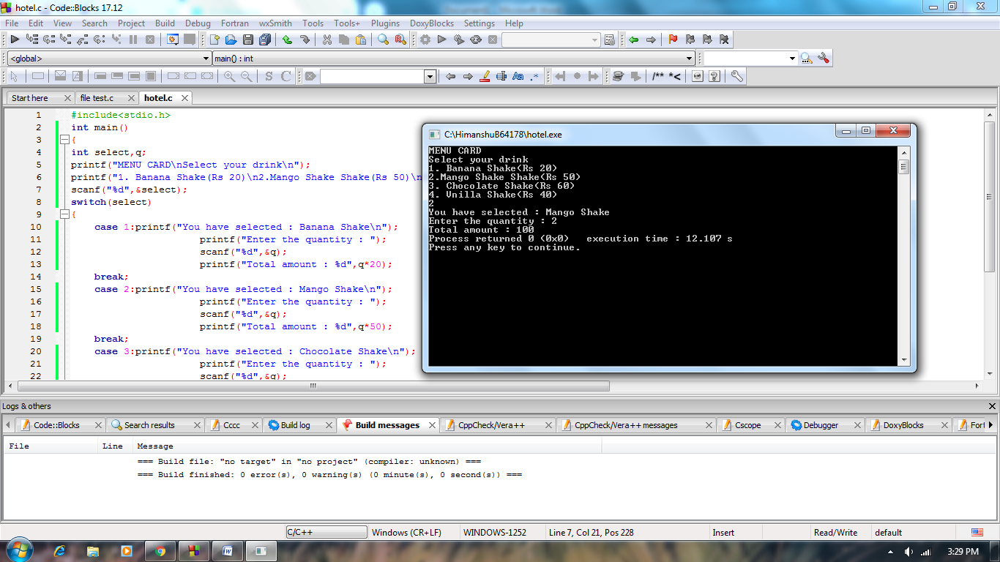 hotel.c - Code::Blocks 17.12
File Edit View Search Project Build Debug Fortran wxSmith Tools Tools+ Plugins DoxyBlocks Settings Help
<global> main() : int
Start here file test.c hotel.c
1 #include<stdio.h>
2 int main()
3 {
4 int select,q;
5 printf("MENU CARD\nSelect your drink\n");
6 printf("1. Banana Shake(Rs 20)\n2.Mango Shake Shake(Rs 50)\n
7 scanf("%d",&select);
8 switch(select)
9 {
10 case 1:printf("You have selected : Banana Shake\n");
11 printf("Enter the quantity : ");
12 scanf("%d",&q);
13 printf("Total amount : %d",q*20);
14 break;
15 case 2:printf("You have selected : Mango Shake\n");
16 printf("Enter the quantity : ");
17 scanf("%d",&q);
18 printf("Total amount : %d",q*50);
19 break;
20 case 3:printf("You have selected : Chocolate Shake\n");
21 printf("Enter the quantity : ");
22 scanf("%d",&q);
C:\HimanshuB64178\hotel.exe
MENU CARD
Select your drink
1. Banana Shake(Rs 20)
2.Mango Shake Shake(Rs 50)
3. Chocolate Shake(Rs 60)
4. Vnilla Shake(Rs 40)
2
You have selected : Mango Shake
Enter the quantity : 2
Total amount : 100
Process returned 0 (0x0)   execution time : 12.107 s
Press any key to continue.
Logs & others
Code::Blocks Search results Cccc Build log Build messages CppCheck/Vera++ CppCheck/Vera++ messages Cscope Debugger DoxyBlocks Fort
File Line Message
=== Build file: "no target" in "no project" (compiler: unknown) ===
=== Build finished: 0 error(s), 0 warning(s) (0 minute(s), 0 second(s)) ===
C/C++ Windows (CR+LF) WINDOWS-1252 Line 7, Col 21, Pos 228 Insert Read/Write default
3:29 PM